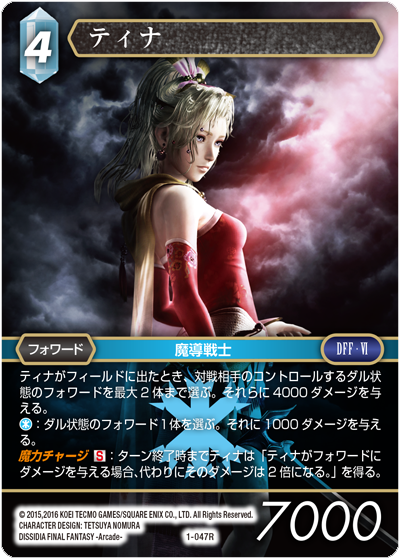 4
ティナ
フォワード
魔導戦士
DFF・Ⅵ
ティナがフィールドに出たとき、対戦相手のコントロールするダル状
態のフォワードを最大2体まで選ぶ。それらに4000ダメージを与
える。
氷：ダル状態のフォワード1体を選ぶ。それに1000ダメージを与え
る。
魔力チャージ S：ターン終了時までティナは「ティナがフォワードに
ダメージを与える場合、代わりにそのダメージは2倍になる。」を得る。
© 2015,2016 KOEI TECMO GAMES/SQUARE ENIX CO., LTD. All Rights Reserved.
CHARACTER DESIGN: TETSUYA NOMURA
DISSIDIA FINAL FANTASY -Arcade-
1-047R
7000